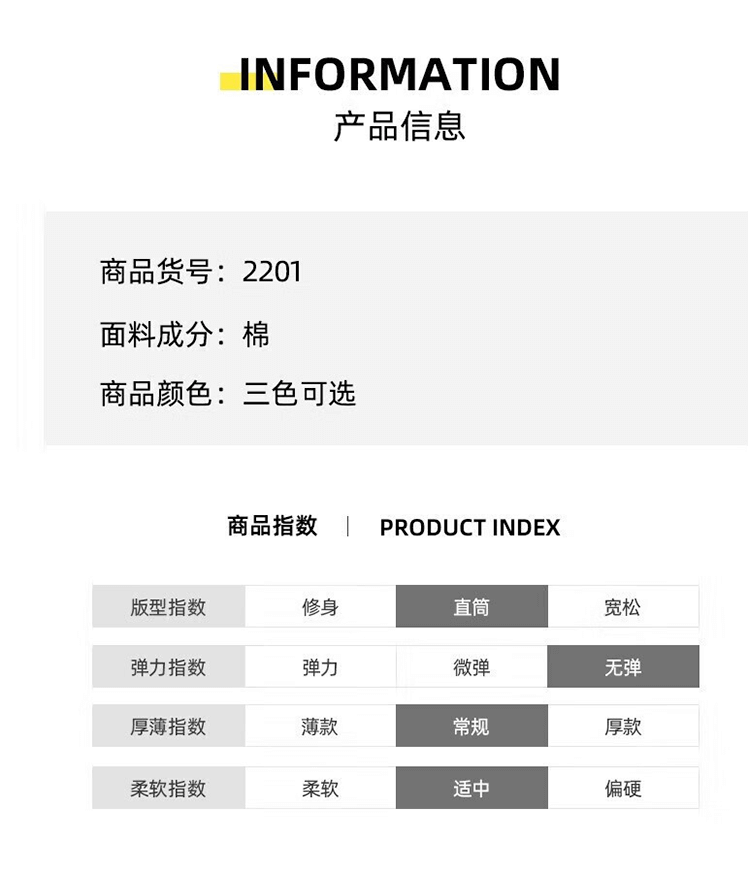 INFORMATION
产品信息
商品货号：2201
面料成分：棉
商品颜色：三色可选
商品指数 | PRODUCT INDEX
版型指数 修身 直筒 宽松
弹力指数 弹力 微弹 无弹
厚薄指数 薄款 常规 厚款
柔软指数 柔软 适中 偏硬